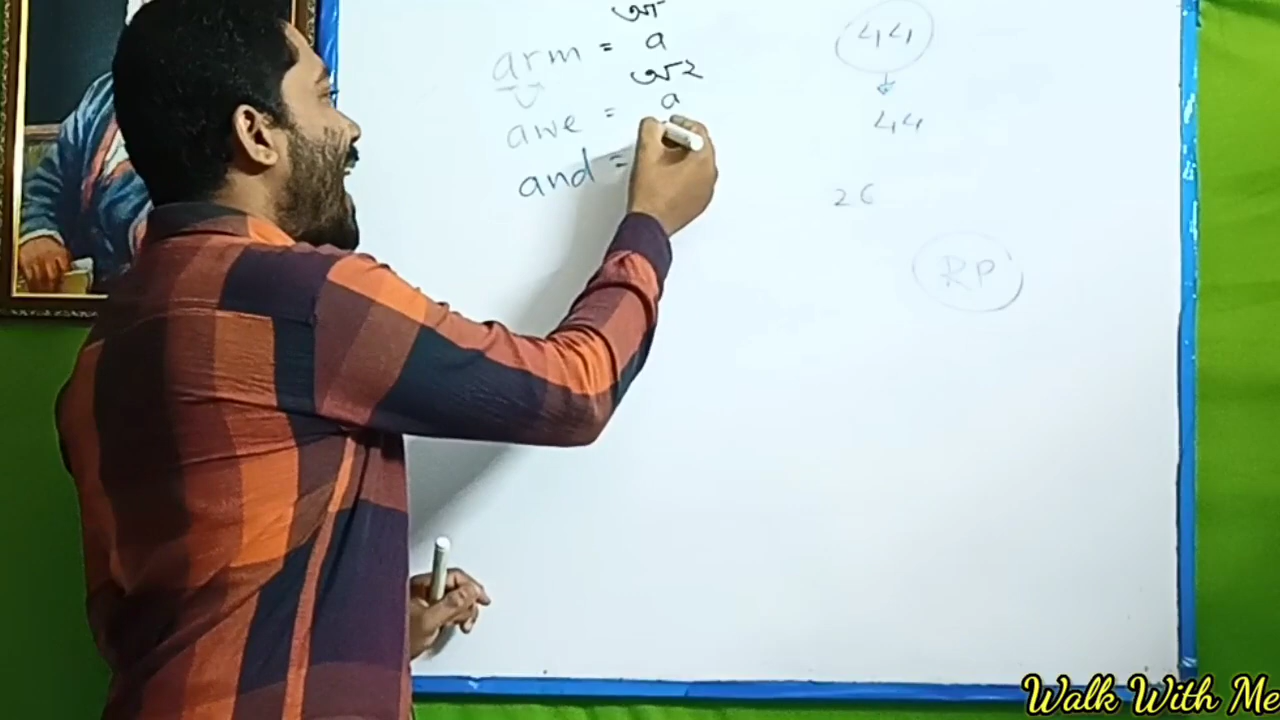 arm = a
awe = a
and =
44
44
26
RP
Walk With Me